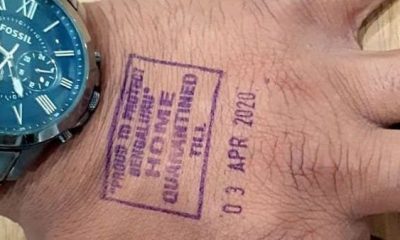 FOSSIL
"PROUD TO PROTECT
BENGALURU"
HOME
QUARANTINED
TILL
03 APR 2020